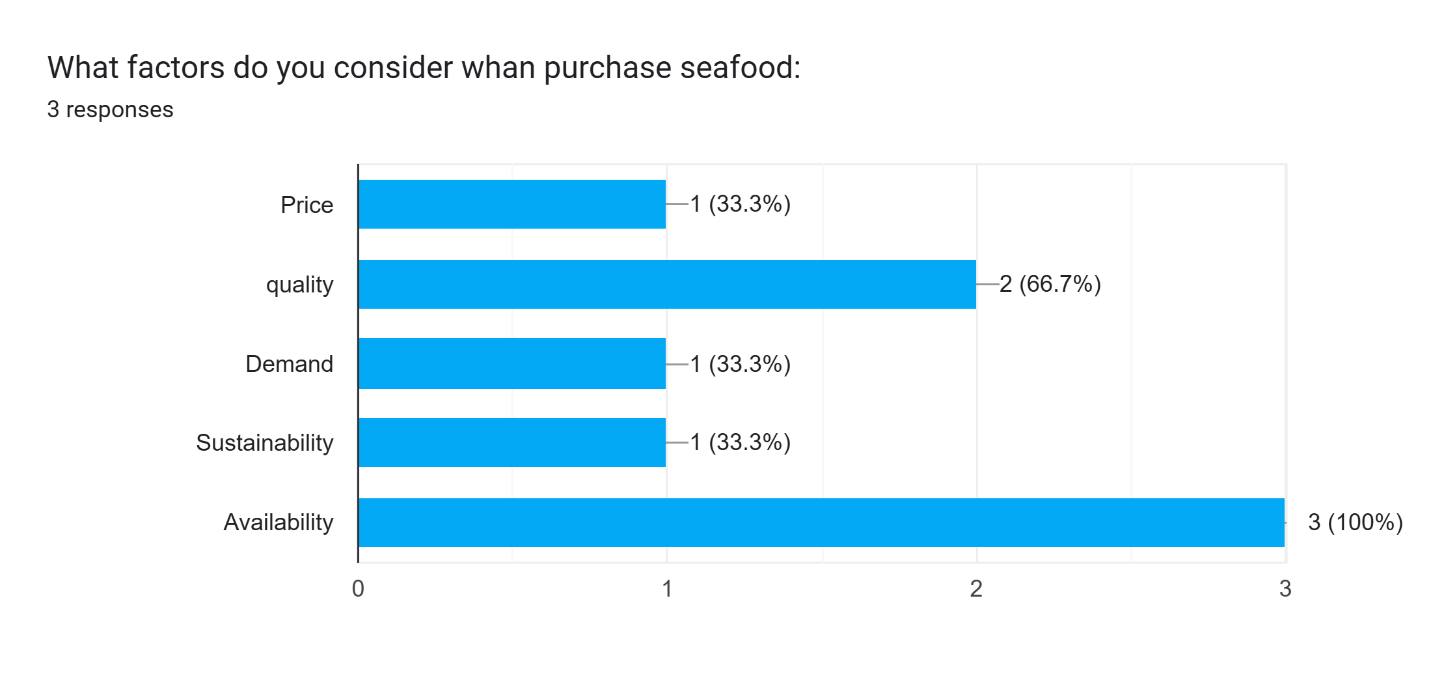 What factors do you consider whan purchase seafood:
3 responses
Price
1 (33.3%)
quality
2 (66.7%)
Demand
1 (33.3%)
Sustainability
1 (33.3%)
Availability
3 (100%)
0 1 2 3